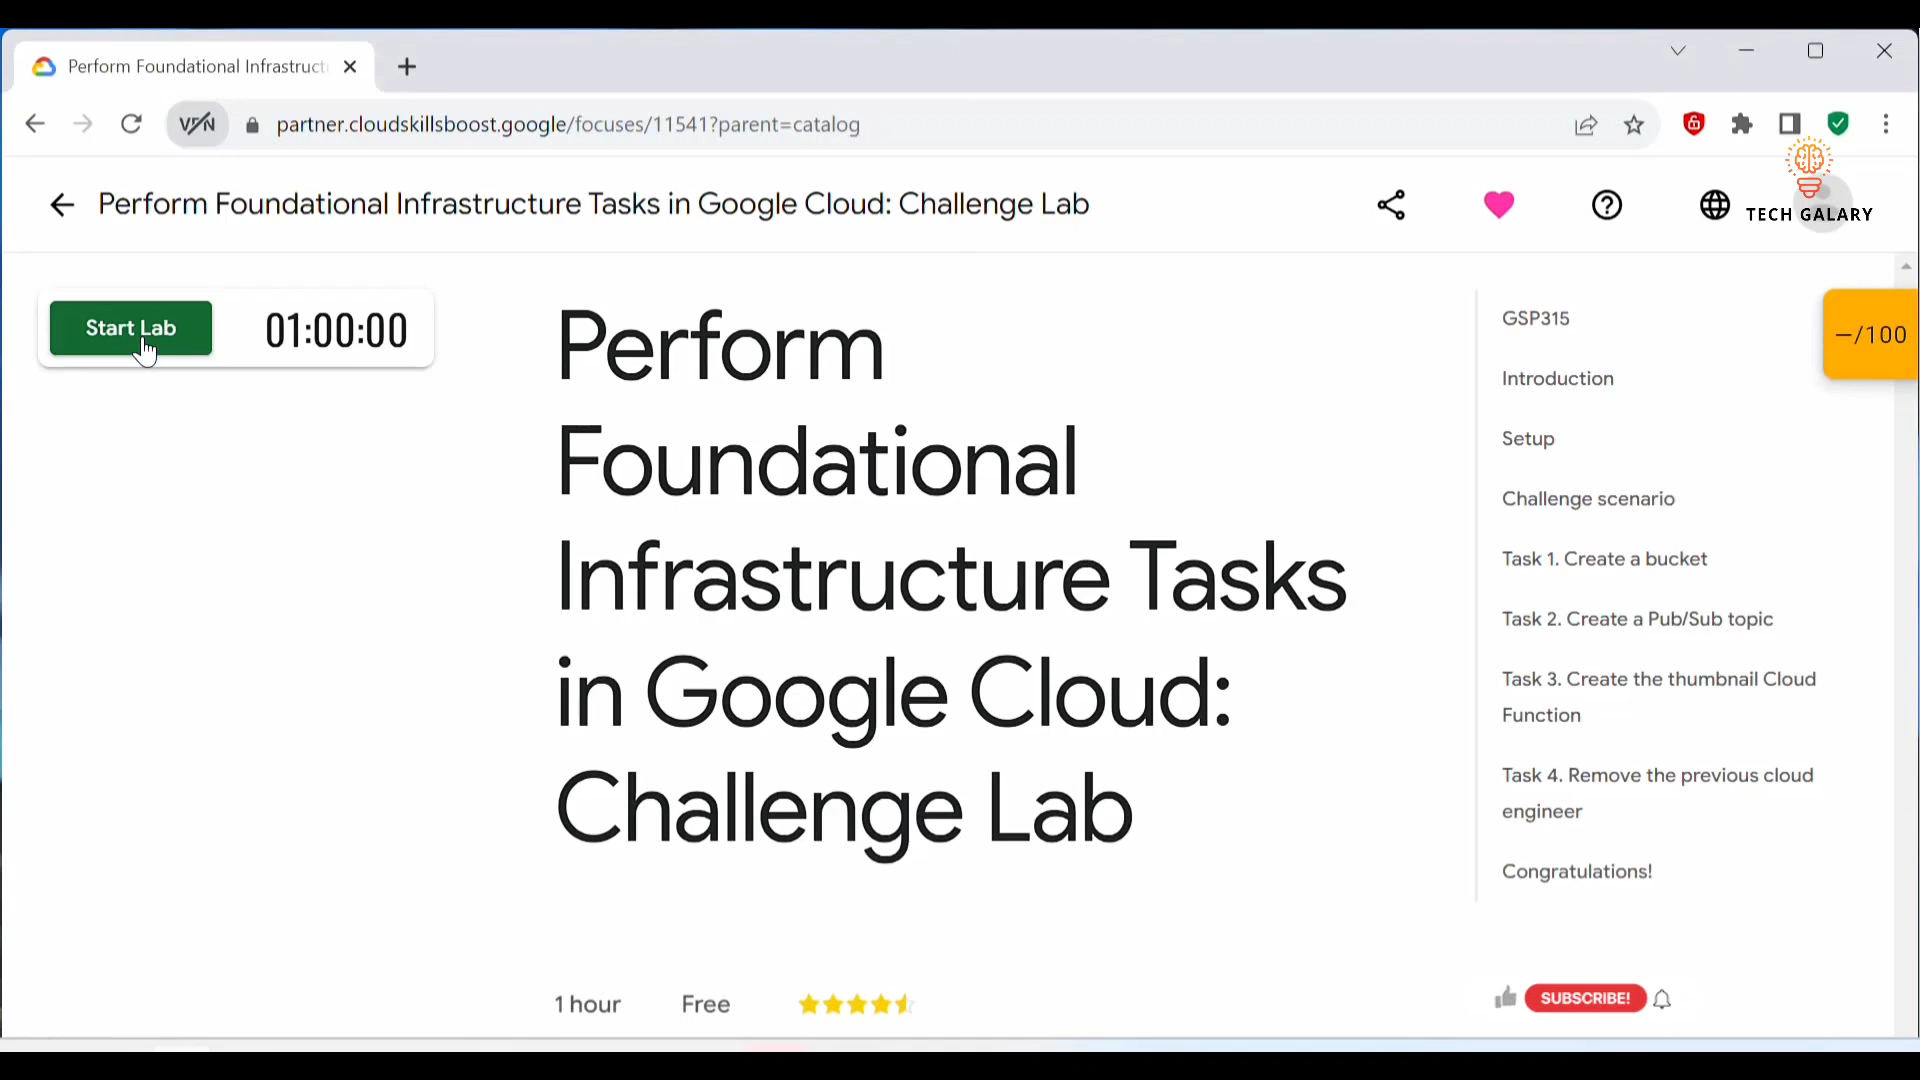 Perform Foundational Infrastruct
VPN
partner.cloudskillsboost.google/focuses/11541?parent=catalog
Perform Foundational Infrastructure Tasks in Google Cloud: Challenge Lab
TECH GALARY
Start Lab
01:00:00
Perform
Foundational
Infrastructure Tasks
in Google Cloud:
Challenge Lab
1 hour
Free
GSP315
Introduction
Setup
Challenge scenario
Task 1. Create a bucket
Task 2. Create a Pub/Sub topic
Task 3. Create the thumbnail Cloud
Function
Task 4. Remove the previous cloud
engineer
Congratulations!
–/100
SUBSCRIBE!